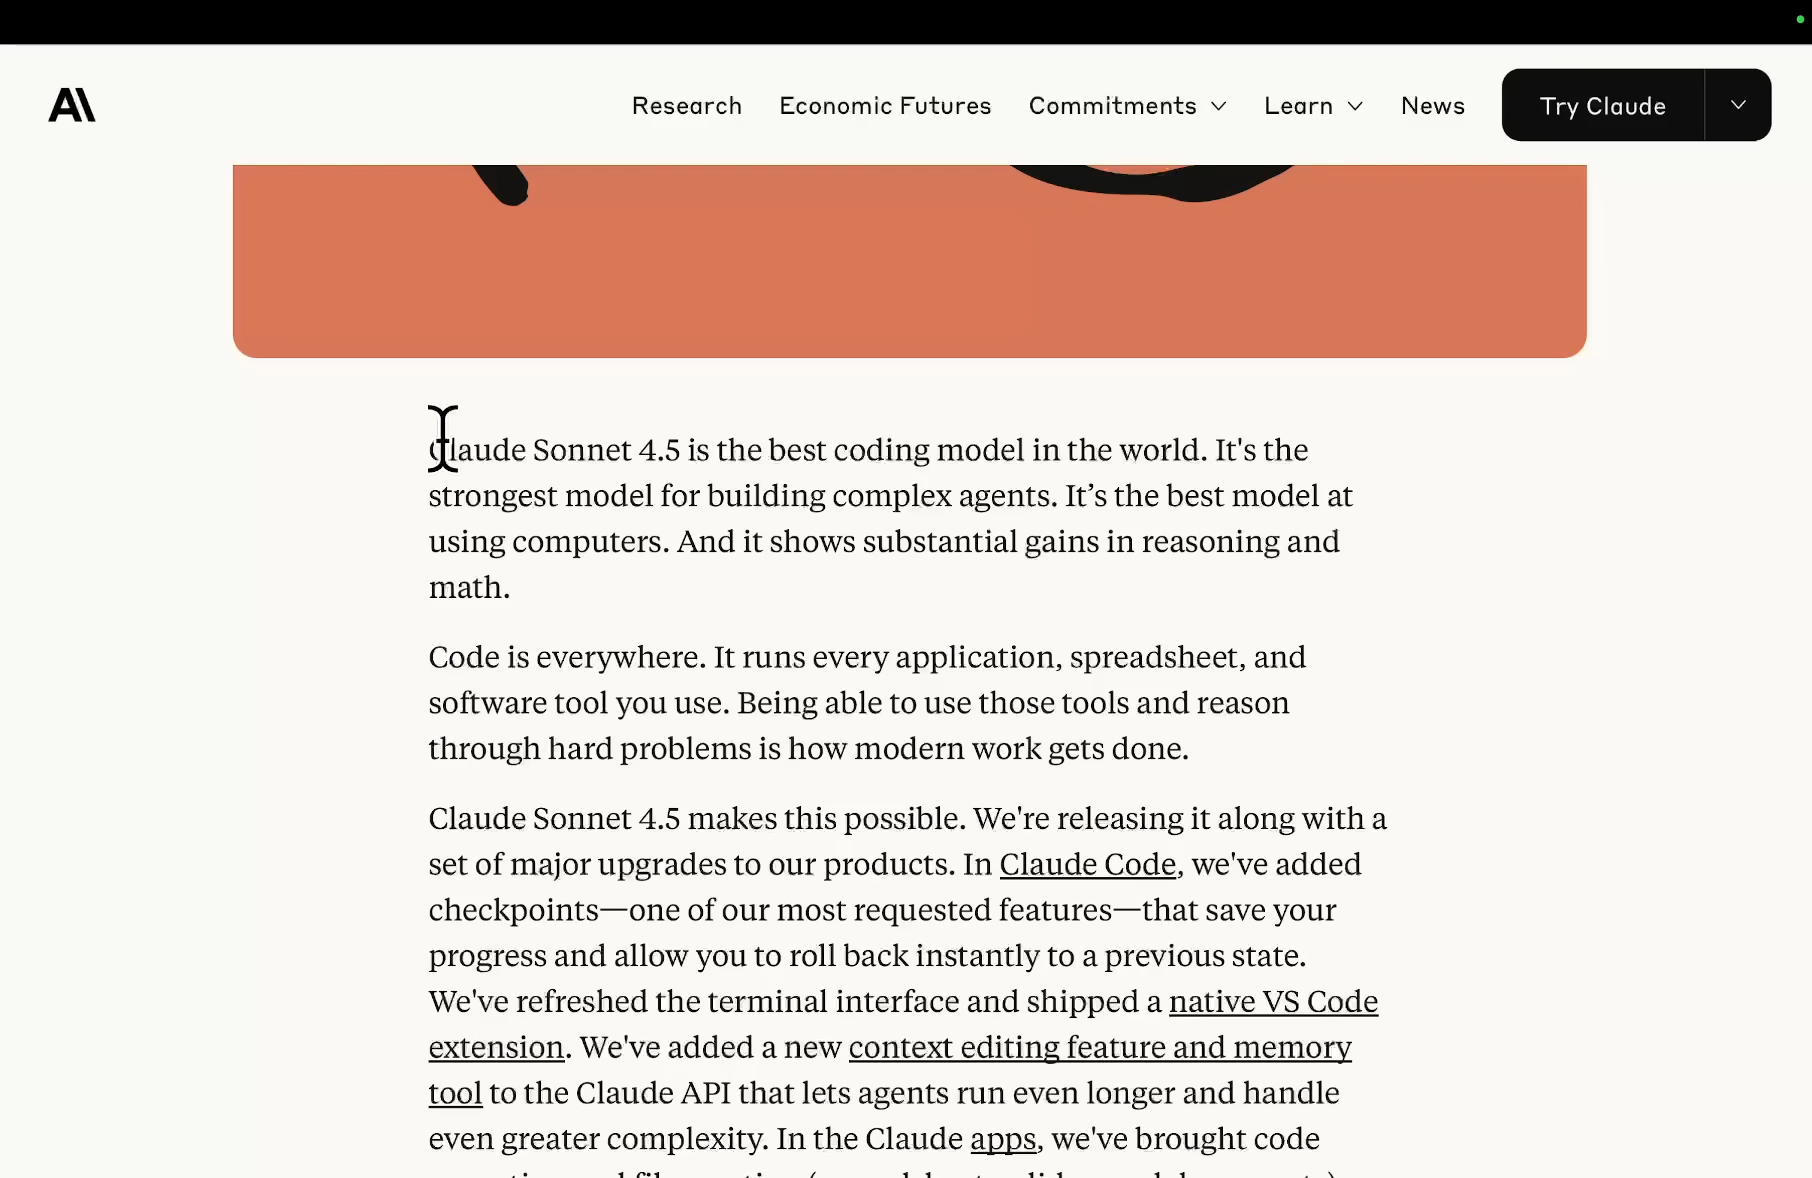 Research Economic Futures Commitments Learn News Try Claude
Claude Sonnet 4.5 is the best coding model in the world. It's the
strongest model for building complex agents. It’s the best model at
using computers. And it shows substantial gains in reasoning and
math.
Code is everywhere. It runs every application, spreadsheet, and
software tool you use. Being able to use those tools and reason
through hard problems is how modern work gets done.
Claude Sonnet 4.5 makes this possible. We're releasing it along with a
set of major upgrades to our products. In Claude Code, we've added
checkpoints—one of our most requested features—that save your
progress and allow you to roll back instantly to a previous state.
We've refreshed the terminal interface and shipped a native VS Code
extension. We've added a new context editing feature and memory
tool to the Claude API that lets agents run even longer and handle
even greater complexity. In the Claude apps, we've brought code